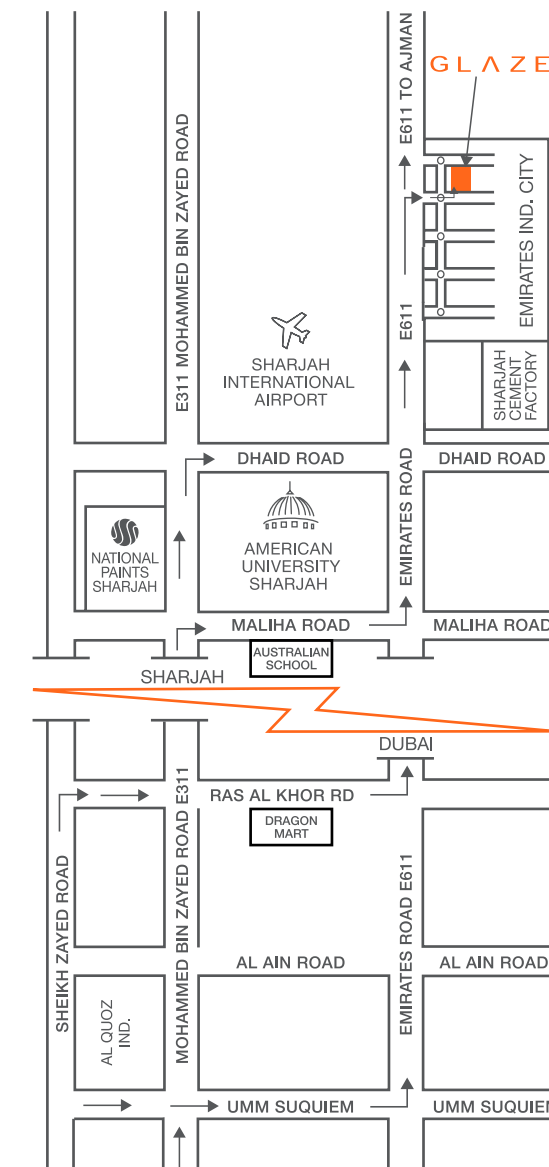 E611 TO AJMAN
GLAZE
E311 MOHAMMED BIN ZAYED ROAD
EMIRATES IND. CITY
E611
SHARJAH
INTERNATIONAL
AIRPORT
SHARJAH
CEMENT
FACTORY
DHAID ROAD
DHAID ROAD
EMIRATES ROAD
NATIONAL
PAINTS
SHARJAH
AMERICAN
UNIVERSITY
SHARJAH
MALIHA ROAD
MALIHA ROAD
AUSTRALIAN
SCHOOL
SHARJAH
DUBAI
RAS AL KHOR RD
DRAGON
MART
SHEIKH ZAYED ROAD
MOHAMMED BIN ZAYED ROAD E311
EMIRATES ROAD E611
AL AIN ROAD
AL AIN ROAD
AL QUOZ
IND.
UMM SUQUIEM
UMM SUQUIEM